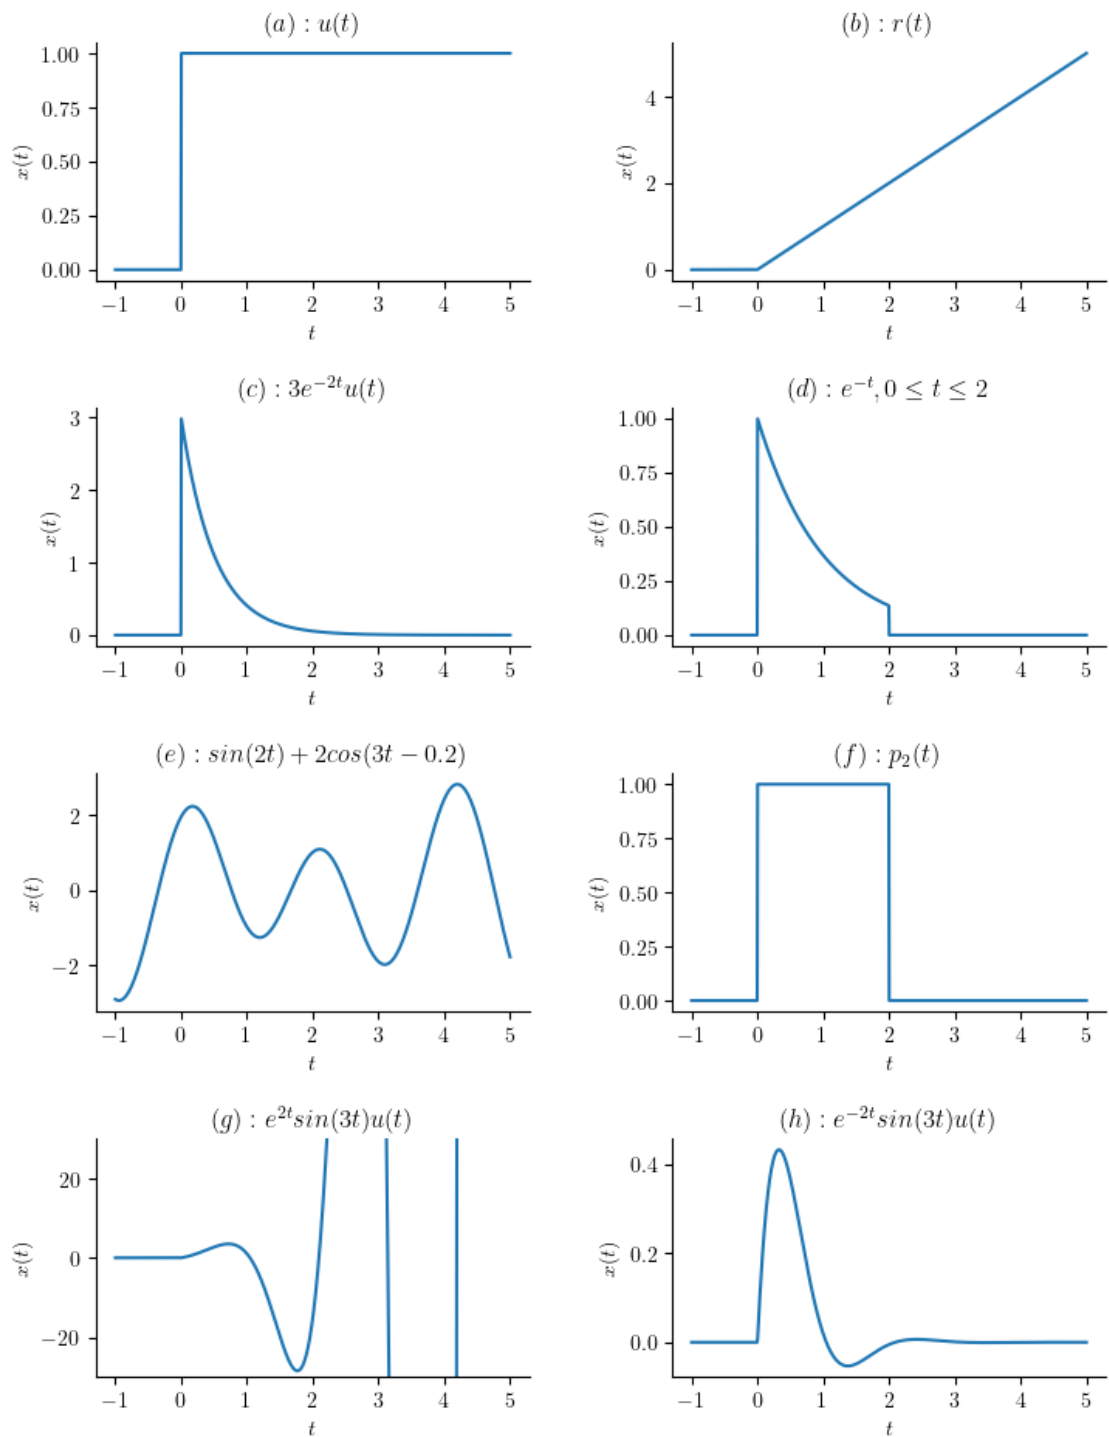 (a) : u(t)
1.00
0.75
0.50
0.25
0.00
x(t)
−1 0 1 2 3 4 5
t
(b) : r(t)
4
2
0
x(t)
−1 0 1 2 3 4 5
t
(c) : 3e^{−2t}u(t)
3
2
1
0
x(t)
−1 0 1 2 3 4 5
t
(d) : e^{−t}, 0 ≤ t ≤ 2
1.00
0.75
0.50
0.25
0.00
x(t)
−1 0 1 2 3 4 5
t
(e) : sin(2t) + 2cos(3t − 0.2)
2
0
−2
x(t)
−1 0 1 2 3 4 5
t
(f) : p₂(t)
1.00
0.75
0.50
0.25
0.00
x(t)
−1 0 1 2 3 4 5
t
(g) : e^{2t}sin(3t)u(t)
20
0
−20
x(t)
−1 0 1 2 3 4 5
t
(h) : e^{−2t}sin(3t)u(t)
0.4
0.2
0.0
x(t)
−1 0 1 2 3 4 5
t